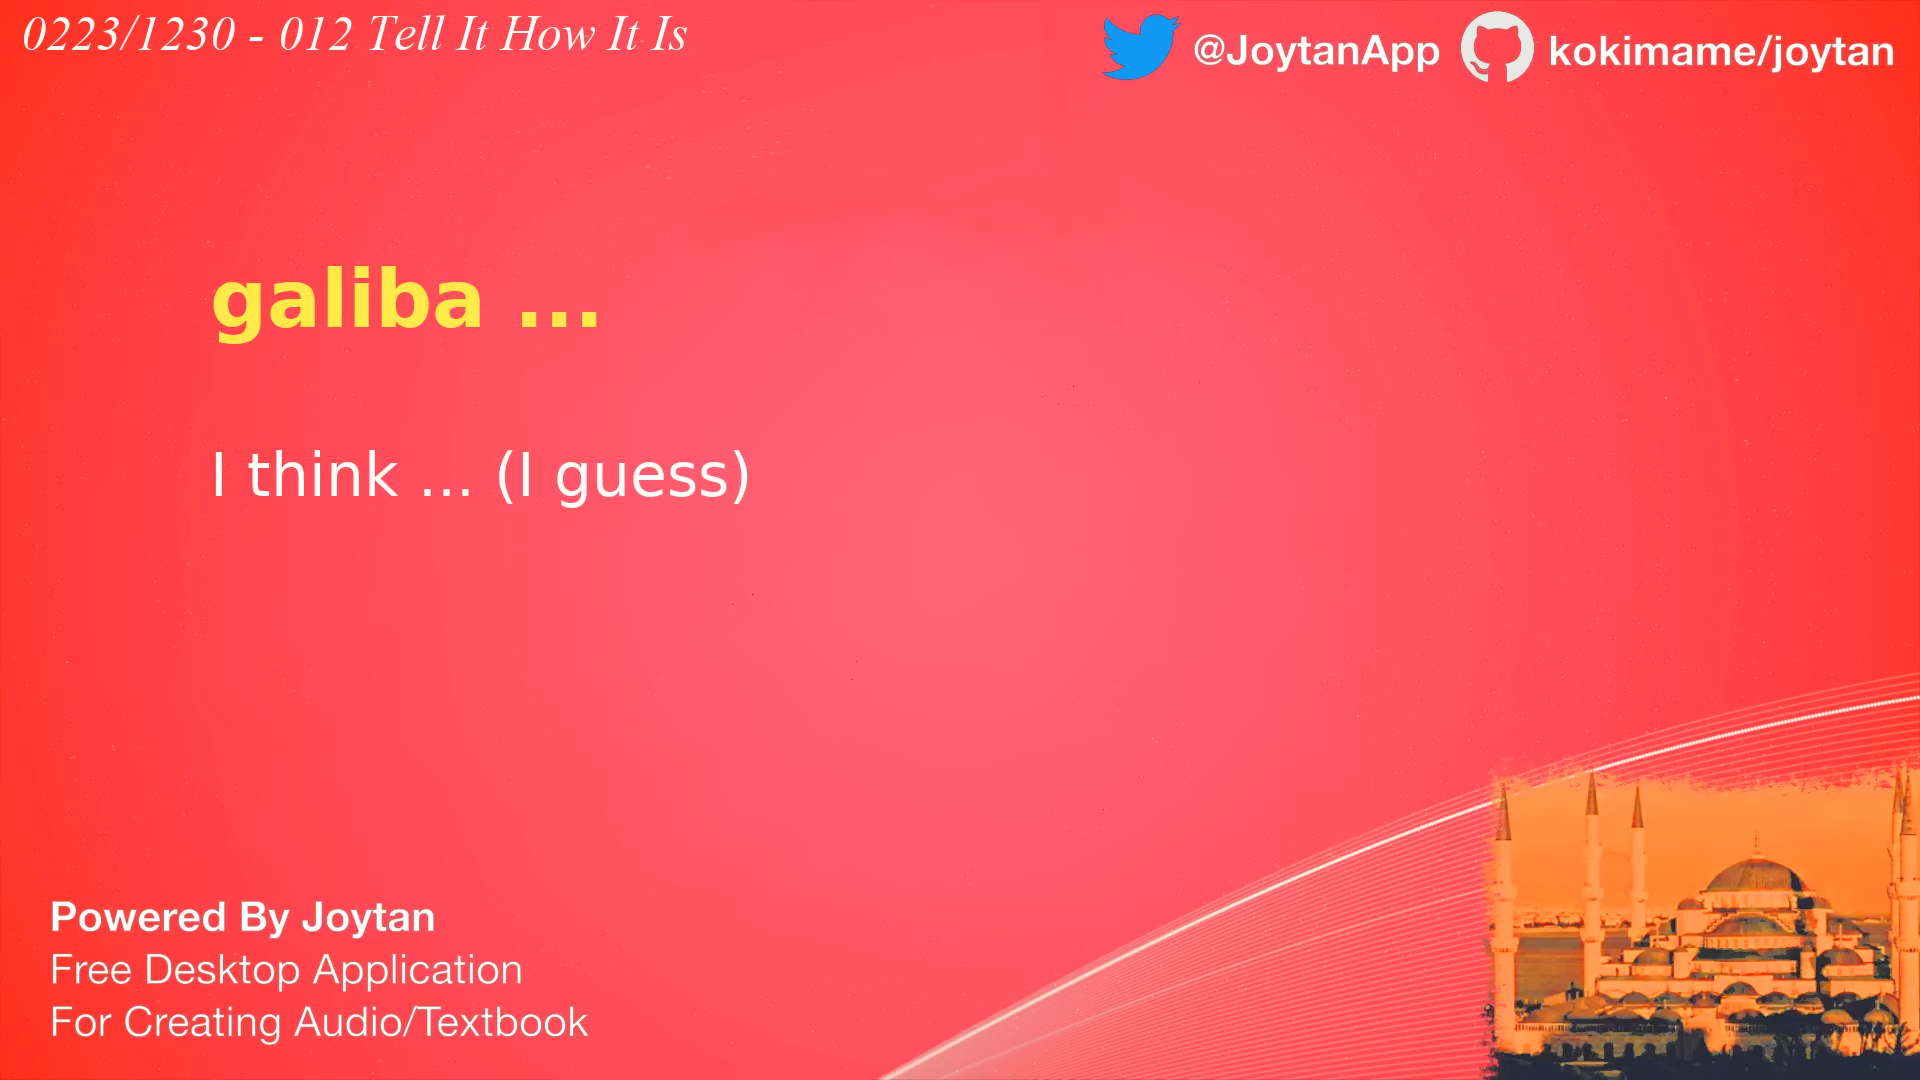 0223/1230 - 012 Tell It How It Is
@JoytanApp
kokimame/joytan
galiba ...
I think ... (I guess)
Powered By Joytan
Free Desktop Application
For Creating Audio/Textbook